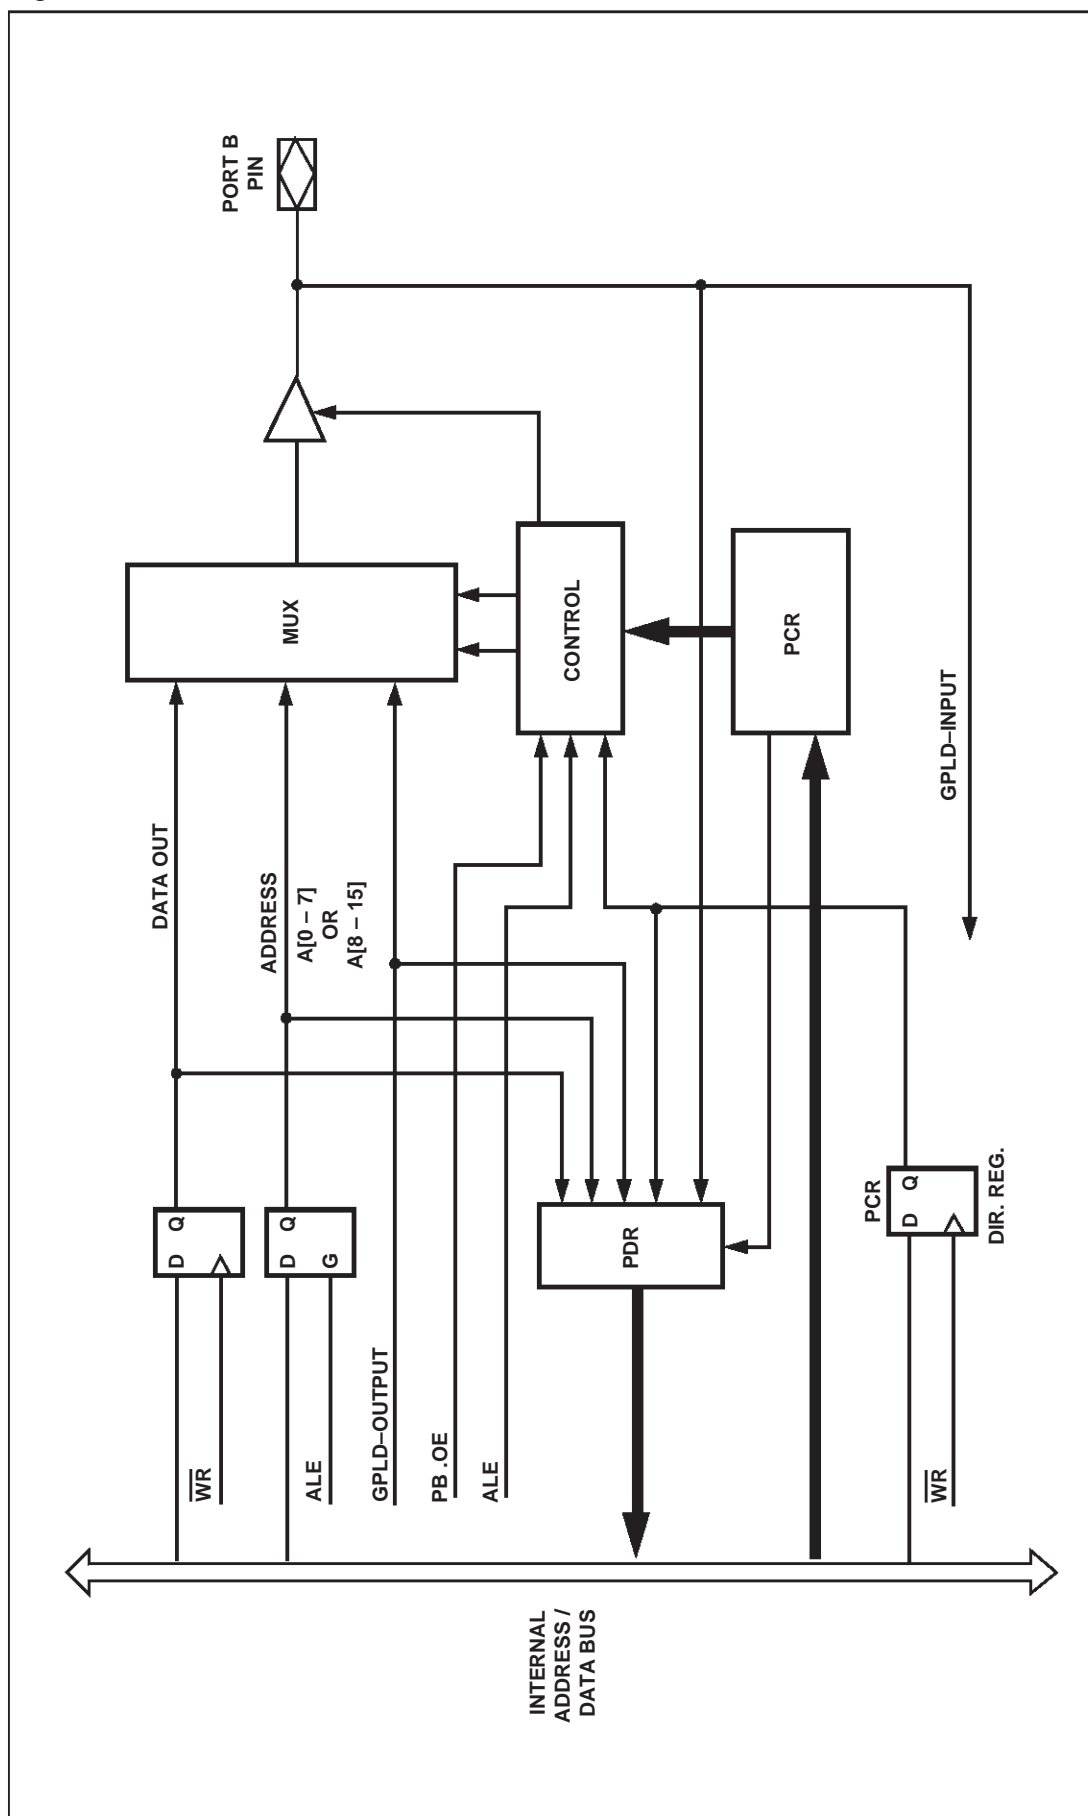 PORT B
PIN
MUX
CONTROL
PCR
DATA OUT
ADDRESS
A[0 – 7]
OR
A[8 – 15]
GPLD–INPUT
D Q
D Q
G
PDR
PCR
D Q
DIR. REG.
WR
ALE
GPLD–OUTPUT
PB .OE
ALE
WR
INTERNAL
ADDRESS /
DATA BUS